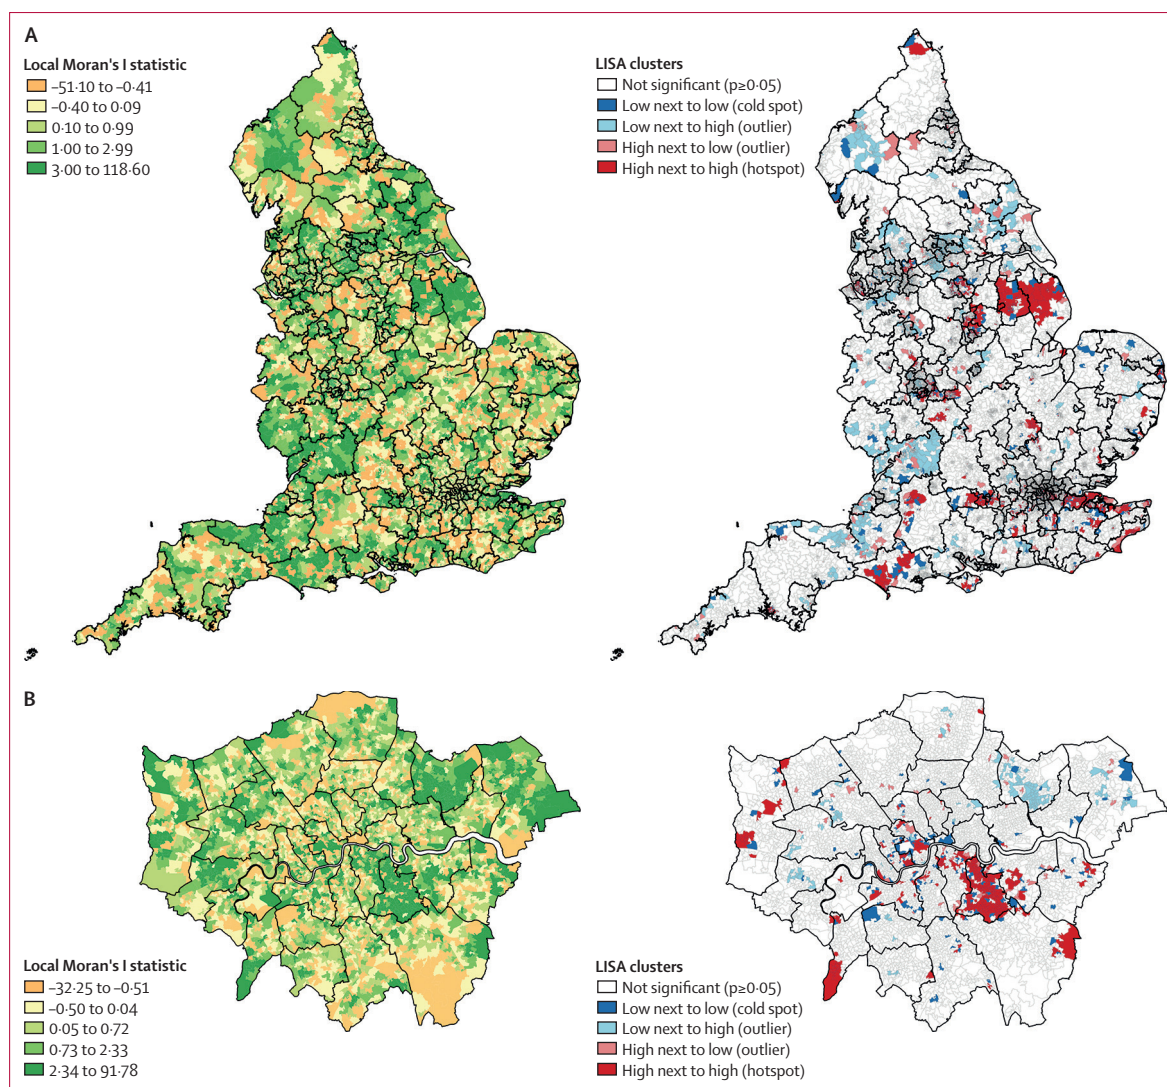 A
Local Moran's I statistic
–51·10 to –0·41
–0·40 to 0·09
0·10 to 0·99
1·00 to 2·99
3·00 to 118·60
LISA clusters
Not significant (p≥0·05)
Low next to low (cold spot)
Low next to high (outlier)
High next to low (outlier)
High next to high (hotspot)
B
Local Moran's I statistic
–32·25 to –0·51
–0·50 to 0·04
0·05 to 0·72
0·73 to 2·33
2·34 to 91·78
LISA clusters
Not significant (p≥0·05)
Low next to low (cold spot)
Low next to high (outlier)
High next to low (outlier)
High next to high (hotspot)